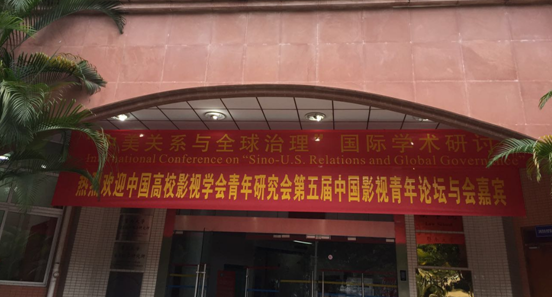 美关系与全球治理" 国际学术研讨
International Conference on "Sino-U.S. Relations and Global Governance"
热烈欢迎中国高校影视学会青年研究会第五届中国影视青年论坛与会嘉宾